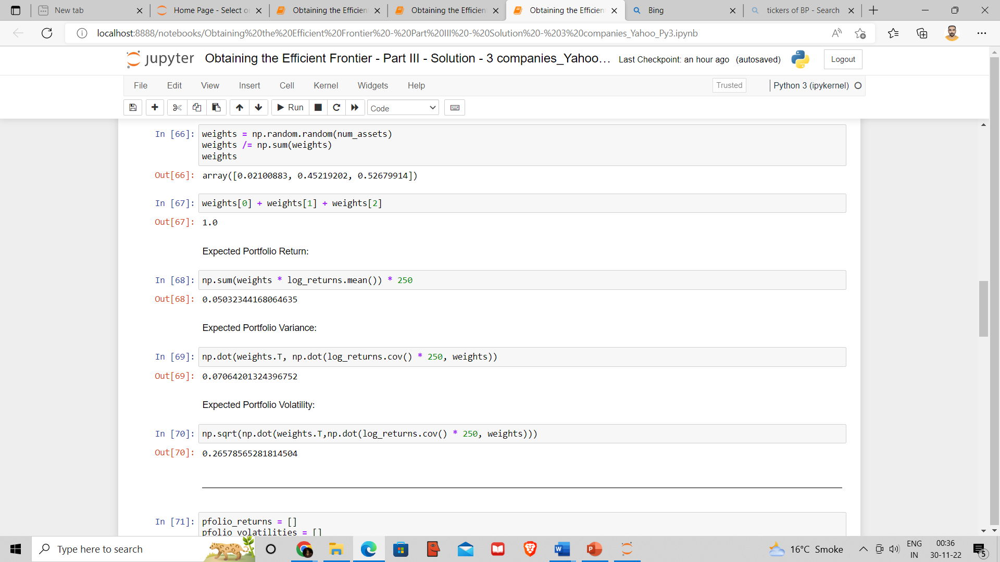 New tab
Home Page - Select o
Obtaining the Efficien
Obtaining the Efficien
Obtaining the Efficien
Bing
tickers of BP - Search
localhost:8888/notebooks/Obtaining%20the%20Efficient%20Frontier%20-%20Part%20III%20-%20Solution%20-%203%20companies_Yahoo_Py3.ipynb
jupyter Obtaining the Efficient Frontier - Part III - Solution - 3 companies_Yahoo... Last Checkpoint: an hour ago (autosaved) Logout
File Edit View Insert Cell Kernel Widgets Help Trusted Python 3 (ipykernel)
Run Code
In [66]: weights = np.random.random(num_assets)
weights /= np.sum(weights)
weights
Out[66]: array([0.02100883, 0.45219202, 0.52679914])
In [67]: weights[0] + weights[1] + weights[2]
Out[67]: 1.0
Expected Portfolio Return:
In [68]: np.sum(weights * log_returns.mean()) * 250
Out[68]: 0.05032344168064635
Expected Portfolio Variance:
In [69]: np.dot(weights.T, np.dot(log_returns.cov() * 250, weights))
Out[69]: 0.07064201324396752
Expected Portfolio Volatility:
In [70]: np.sqrt(np.dot(weights.T,np.dot(log_returns.cov() * 250, weights)))
Out[70]: 0.26578565281814504
In [71]: pfolio_returns = []
pfolio_volatilities = []
Type here to search
16°C Smoke
ENG
IN
00:36
30-11-22
5